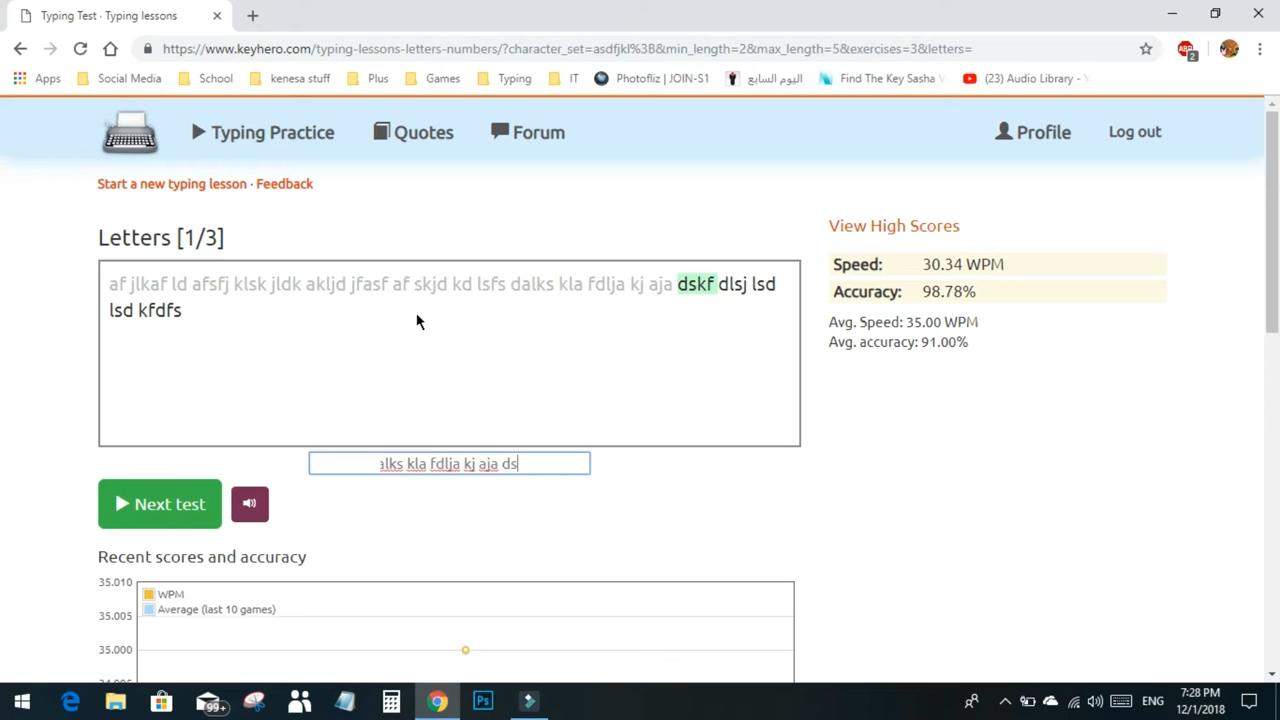 Typing Test · Typing lessons
https://www.keyhero.com/typing-lessons-letters-numbers/?character_set=asdfjkl%3B&min_length=2&max_length=5&exercises=3&letters=
ABP
2
Apps Social Media School kenesa stuff Plus Games Typing IT Photofliz | JOIN-S1 اليوم السابع Find The Key Sasha (23) Audio Library -
Typing Practice Quotes Forum Profile Log out
Start a new typing lesson · Feedback
Letters [1/3]
af jlkaf ld afsfj klsk jldk akljd jfasf af skjd kd lsfs dalks kla fdlja kj aja dskf dlsj lsd
lsd kfdfs
alks kla fdlja kj aja ds
View High Scores
Speed: 30.34 WPM
Accuracy: 98.78%
Avg. Speed: 35.00 WPM
Avg. accuracy: 91.00%
Next test
Recent scores and accuracy
35.010
WPM
Average (last 10 games)
35.005
35.000
99+
Ps
ENG
7:28 PM
12/1/2018